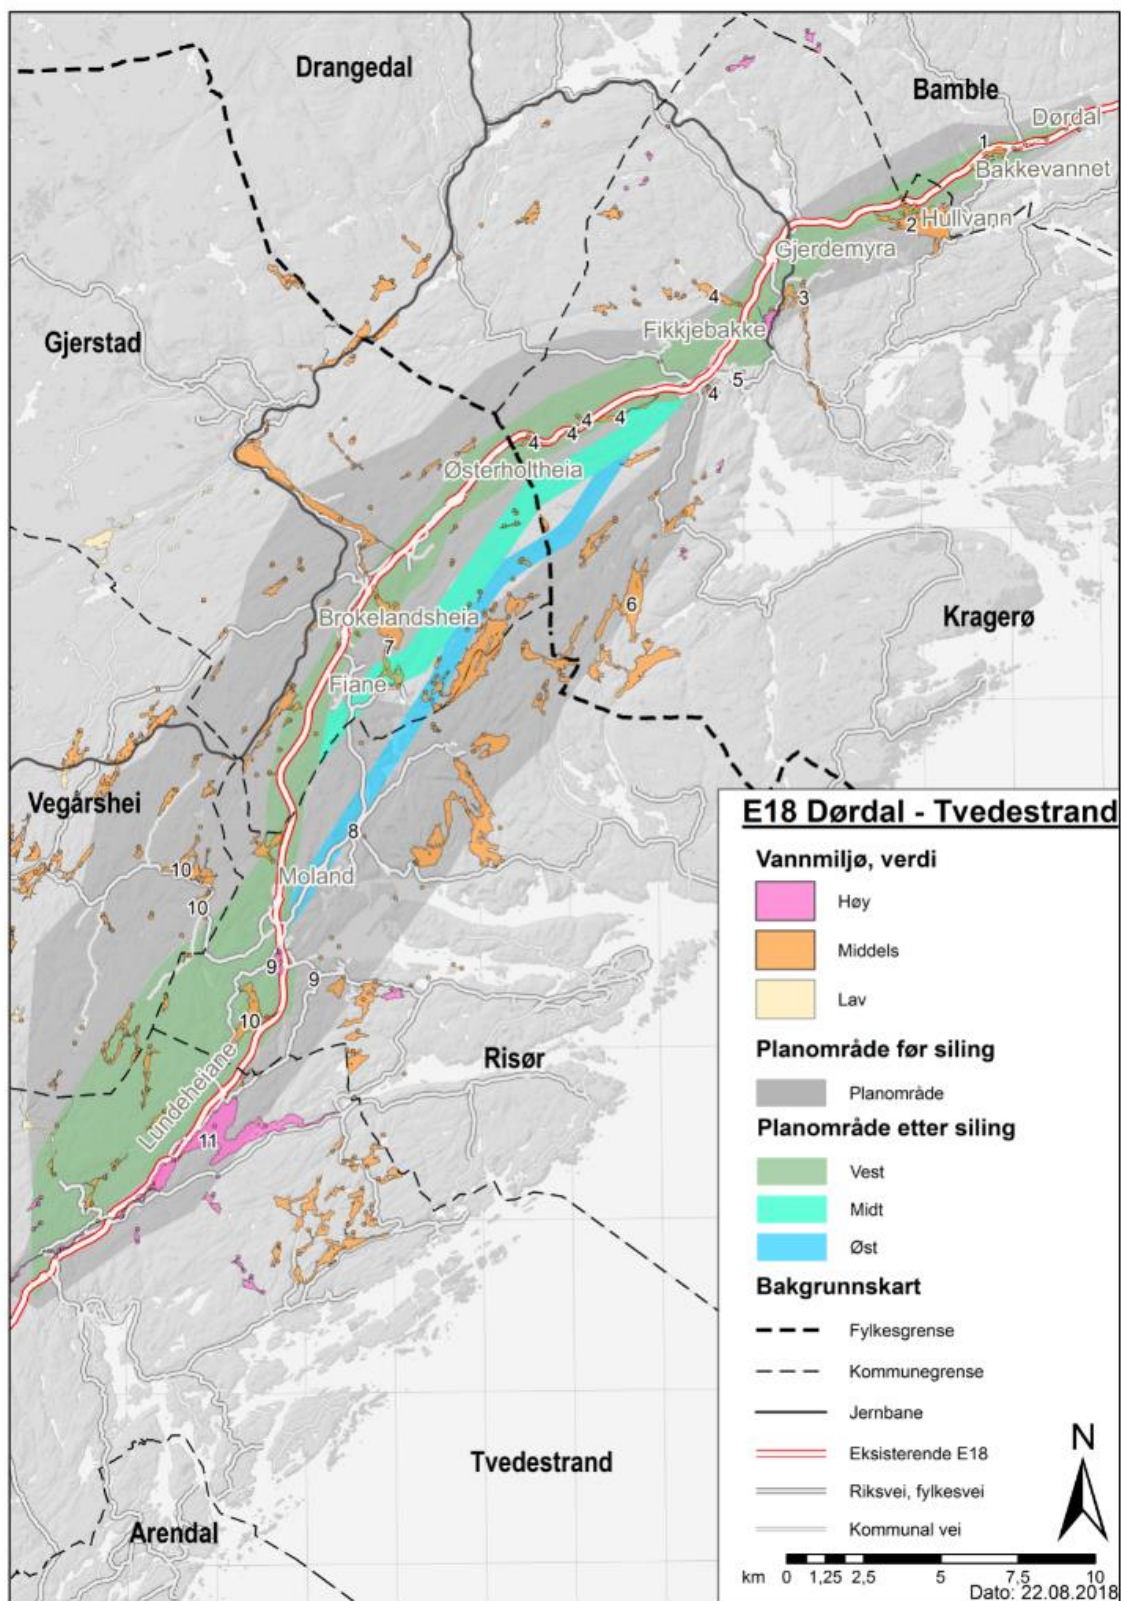 Drangedal
Bamble
Dørdal
1
Bakkevannet
2
Hullvann
Gjerdemyra
4
3
Fikkjebakke
Gjerstad
5
4
4
4
4
4
Østerholtheia
6
Brokelandsheia
Kragerø
7
Fiane
Vegårshei
8
10
Moland
10
9
9
10
Risør
Lundeheiane
11
Tvedestrand
Arendal
E18 Dørdal - Tvedestrand
Vannmiljø, verdi
Høy
Middels
Lav
Planområde før siling
Planområde
Planområde etter siling
Vest
Midt
Øst
Bakgrunnskart
Fylkesgrense
Kommunegrense
Jernbane
Eksisterende E18
Riksvei, fylkesvei
Kommunal vei
N
km 0 1,25 2,5 5 7,5 10
Dato: 22.08.2018